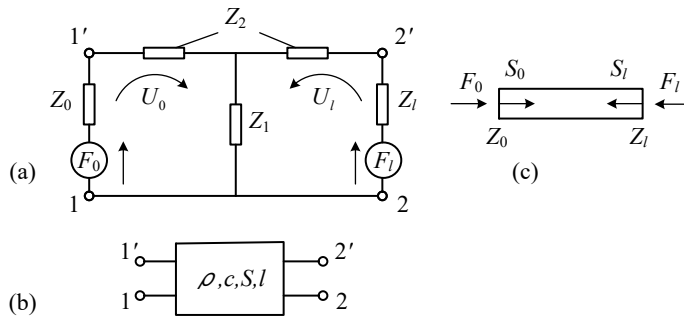 Z₂
1′
2′
F₀
S₀
Sₗ
Fₗ
Z₀
U₀
Uₗ
Zₗ
Z₁
Z₀
Zₗ
F₀
Fₗ
(a)
(c)
1
2
1′
2′
ρ,c,S,l
1
2
(b)